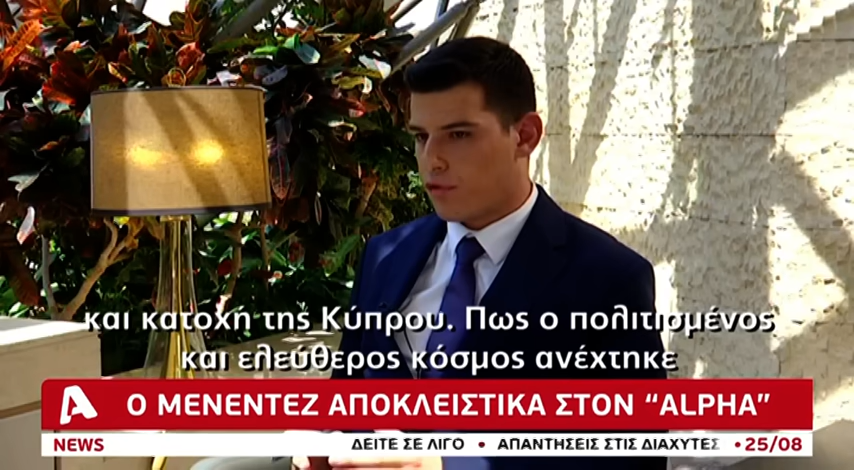 και κατοχή της Κύπρου. Πως ο πολιτισμένος
και ελεύθερος κόσμος ανέχτηκε
Ο ΜΕΝΕΝΤΕΖ ΑΠΟΚΛΕΙΣΤΙΚΑ ΣΤΟΝ “ALPHA”
NEWS ΔΕΙΤΕ ΣΕ ΛΙΓΟ • ΑΠΑΝΤΗΣΕΙΣ ΣΤΙΣ ΔΙΑΧΥΤΕΣ • 25/08